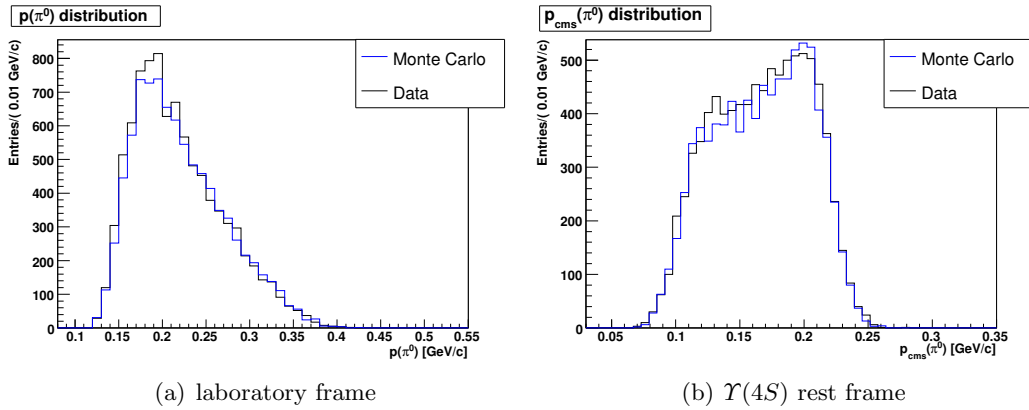 p(π⁰) distribution
Entries/( 0.01 GeV/c)
800
700
600
500
400
300
200
100
0
Monte Carlo
Data
0.1 0.15 0.2 0.25 0.3 0.35 0.4 0.45 0.5 0.55
p(π⁰) [GeV/c]
(a) laboratory frame
p_cms(π⁰) distribution
Entries/( 0.01 GeV/c)
500
400
300
200
100
0
Monte Carlo
Data
0.05 0.1 0.15 0.2 0.25 0.3 0.35
p_cms(π⁰) [GeV/c]
(b) ϒ(4S) rest frame